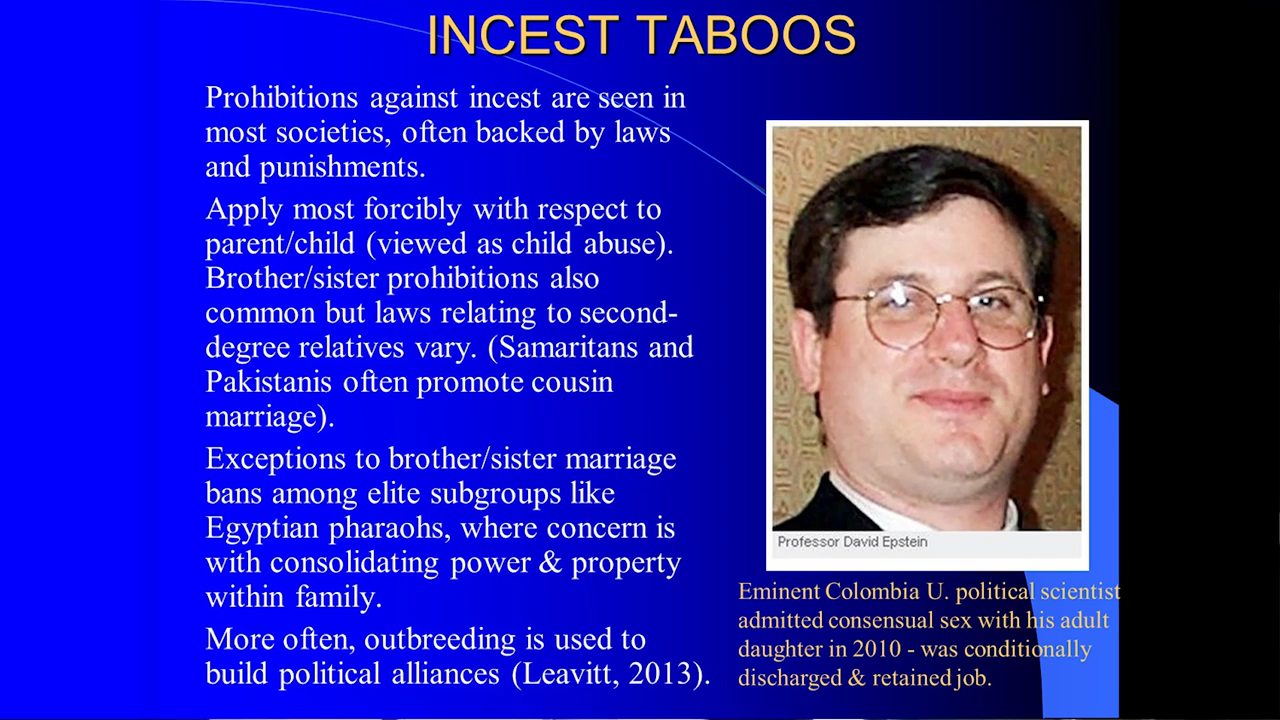 INCEST TABOOS
Prohibitions against incest are seen in
most societies, often backed by laws
and punishments.
Apply most forcibly with respect to
parent/child (viewed as child abuse).
Brother/sister prohibitions also
common but laws relating to second-
degree relatives vary. (Samaritans and
Pakistanis often promote cousin
marriage).
Exceptions to brother/sister marriage
bans among elite subgroups like
Egyptian pharaohs, where concern is
with consolidating power & property
within family.
More often, outbreeding is used to
build political alliances (Leavitt, 2013).
Professor David Epstein
Eminent Colombia U. political scientist
admitted consensual sex with his adult
daughter in 2010 - was conditionally
discharged & retained job.